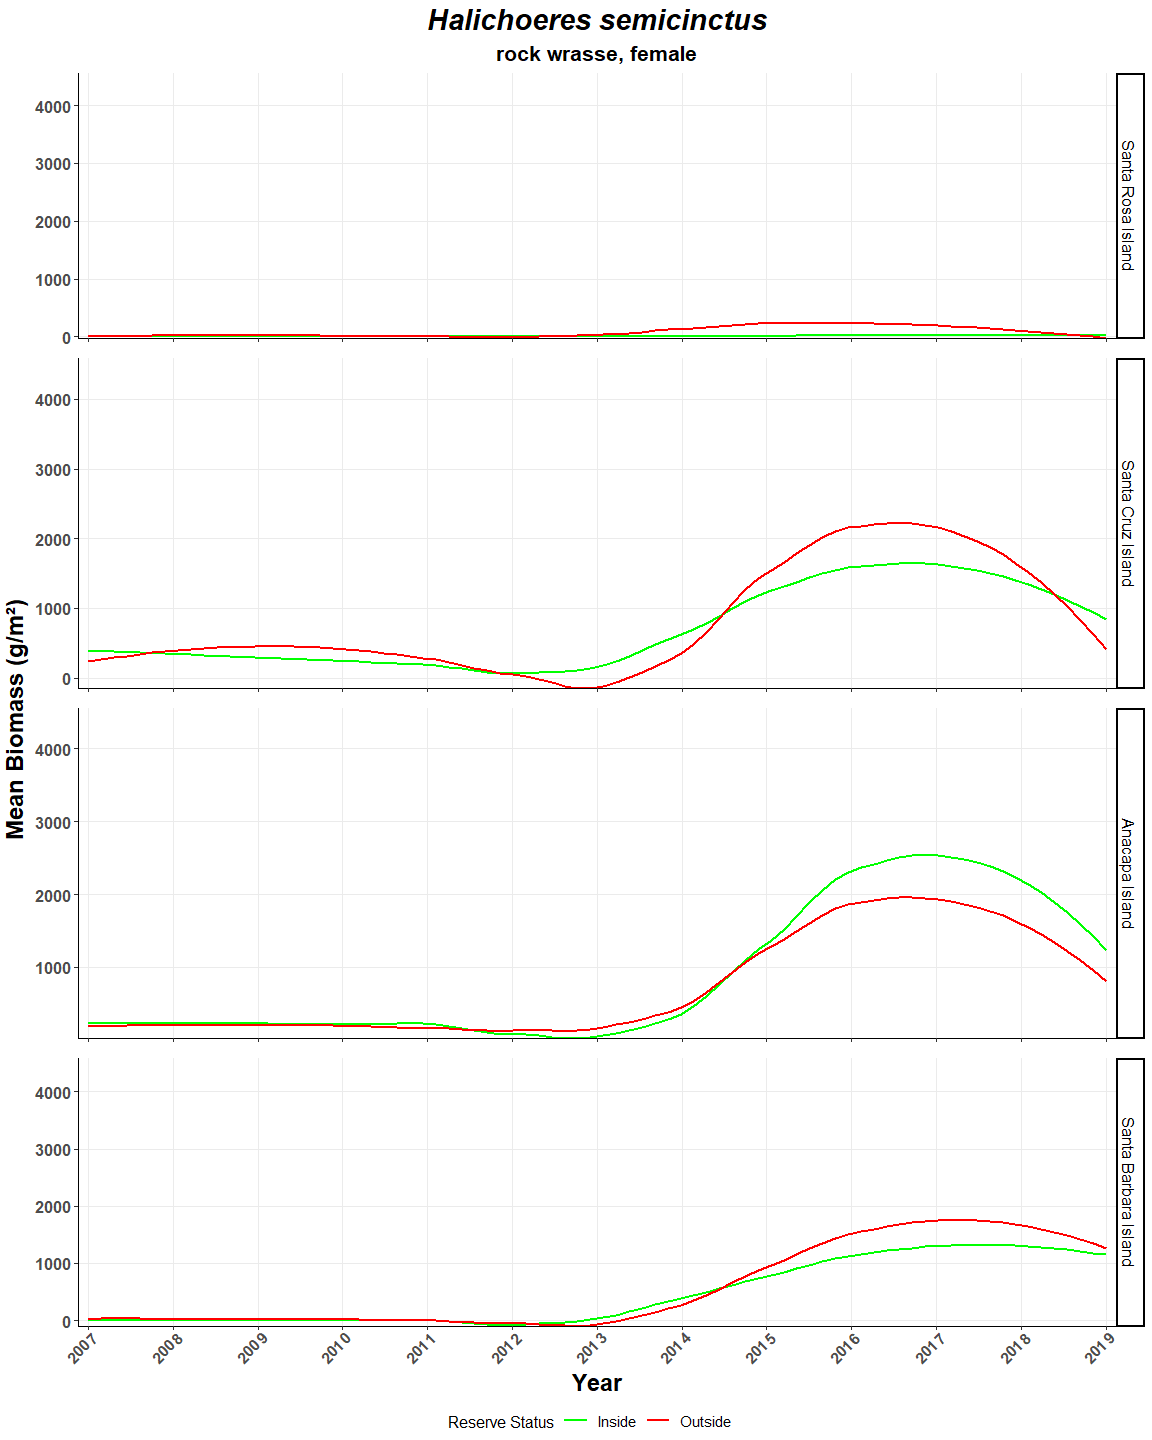 Halichoeres semicinctus
rock wrasse, female
Mean Biomass (g/m²)
4000
3000
2000
1000
0
Santa Rosa Island
4000
3000
2000
1000
0
Santa Cruz Island
4000
3000
2000
1000
Anacapa Island
4000
3000
2000
1000
0
Santa Barbara Island
2007 2008 2009 2010 2011 2012 2013 2014 2015 2016 2017 2018 2019
Year
Reserve Status Inside Outside